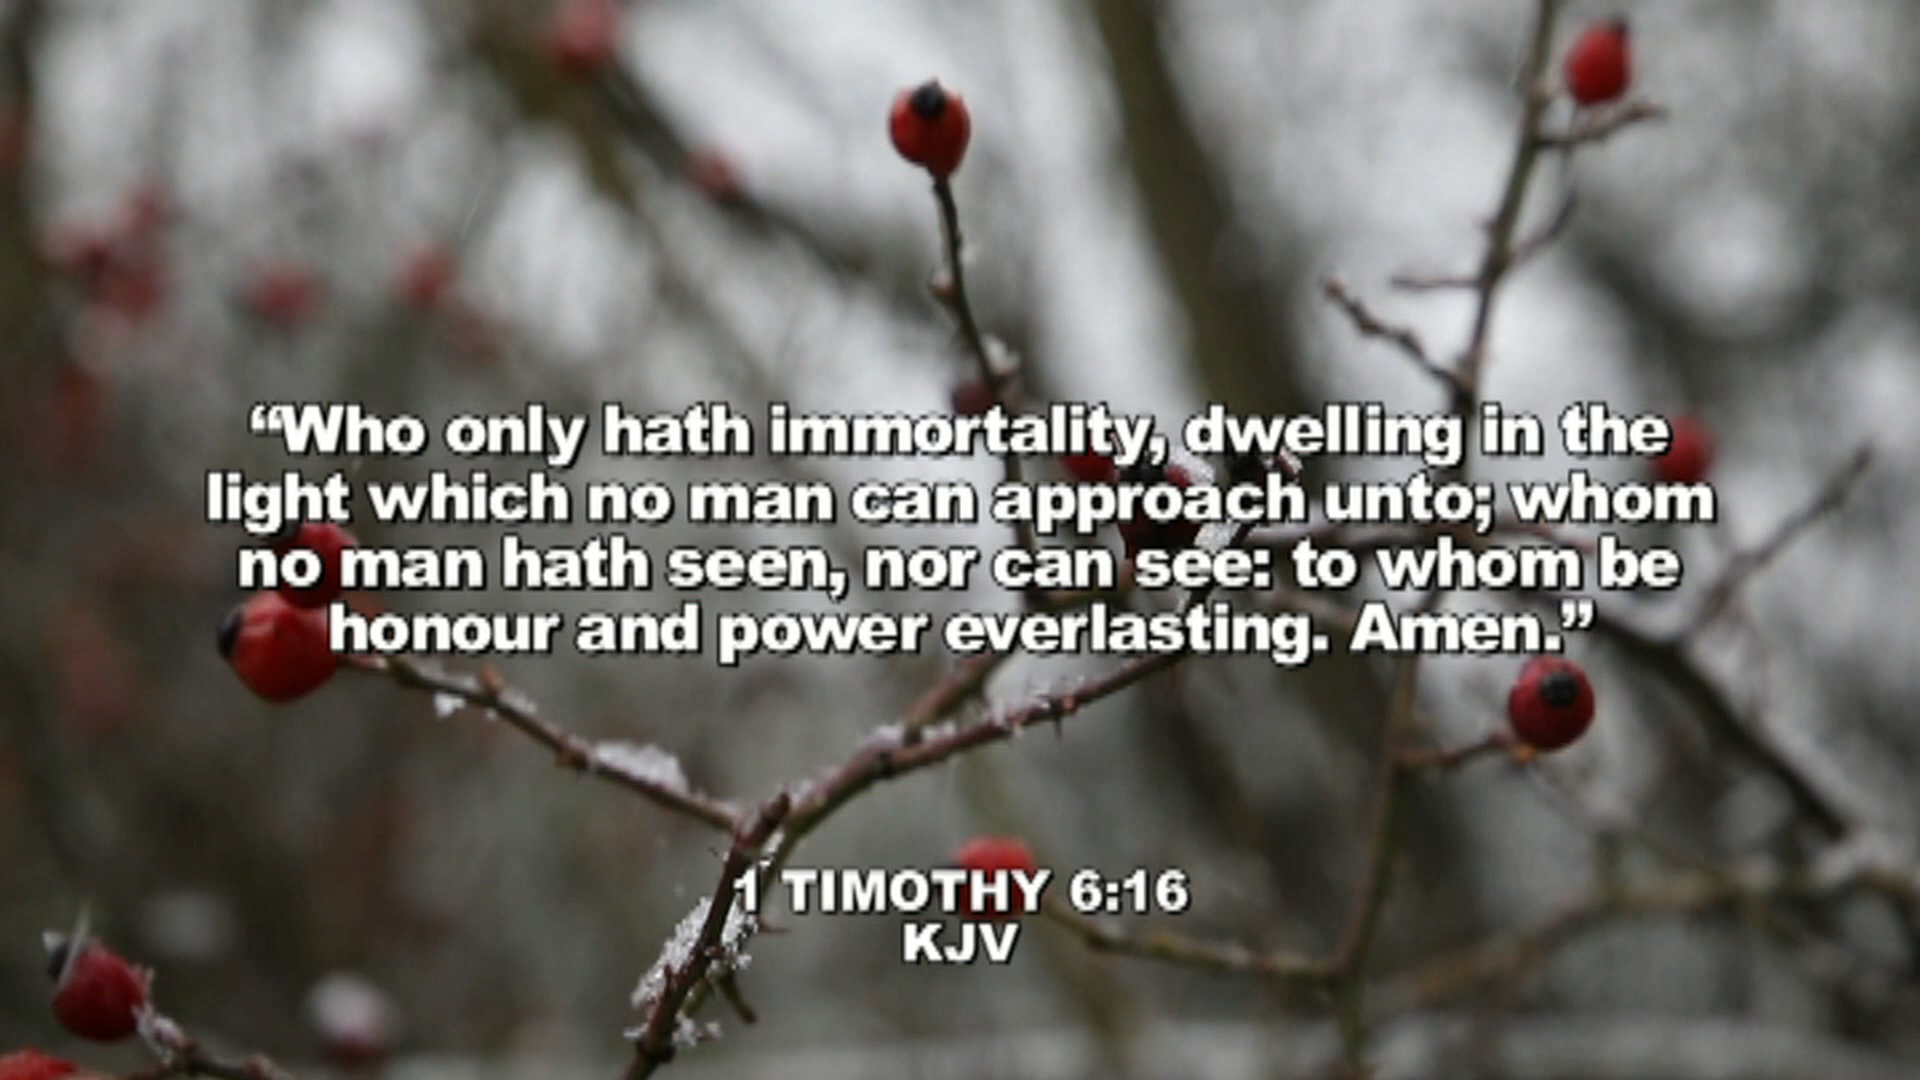 “Who only hath immortality, dwelling in the
light which no man can approach unto; whom
no man hath seen, nor can see: to whom be
honour and power everlasting. Amen.”
1 TIMOTHY 6:16
KJV